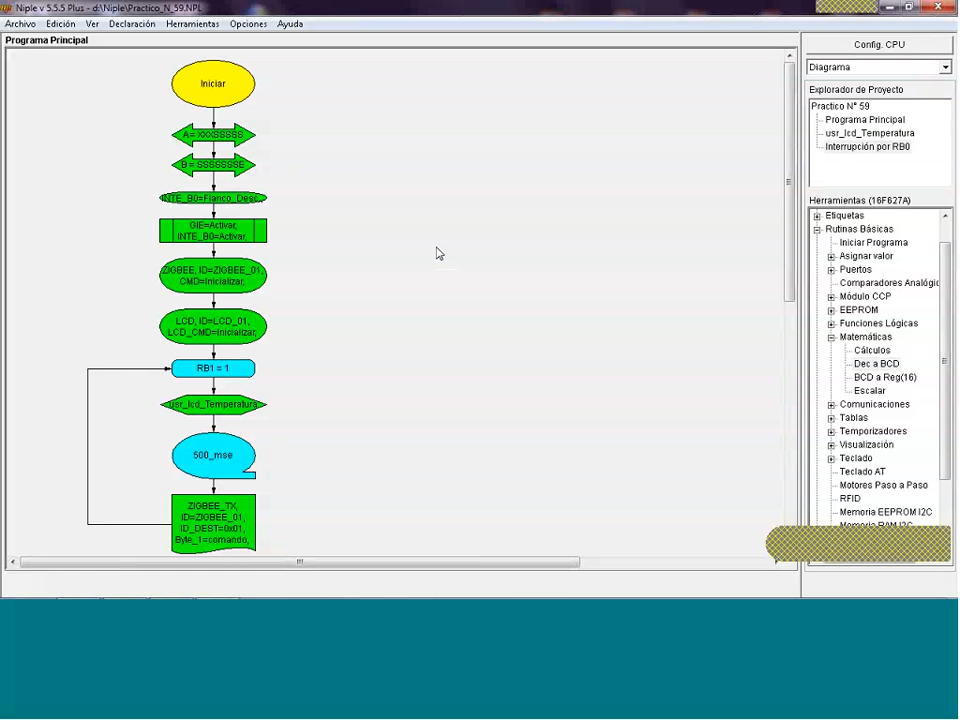 Niple v 5.5.5 Plus - d:\Niple\Practico_N_59.NPL
Archivo Edición Ver Declaración Herramientas Opciones Ayuda
Programa Principal
Iniciar
A= XXXSSSSS
B = SSSSSSSE
INTE_B0=Flanco_Desc..
GIE=Activar,
INTE_B0=Activar,
ZIGBEE, ID=ZIGBEE_01,
CMD=Inicializar,
LCD, ID=LCD_01,
LCD_CMD=Inicializar,
RB1 = 1
usr_lcd_Temperatura
500_mse
ZIGBEE_TX,
ID=ZIGBEE_01,
ID_DEST=0x01,
Byte_1=comando,
Config. CPU
Diagrama
Explorador de Proyecto
Practico N° 59
Programa Principal
usr_lcd_Temperatura
Interrupción por RB0
Herramientas (16F627A)
Etiquetas
Rutinas Básicas
Iniciar Programa
Asignar valor
Puertos
Comparadores Analógic
Módulo CCP
EEPROM
Funciones Lógicas
Matemáticas
Cálculos
Dec a BCD
BCD a Reg(16)
Escalar
Comunicaciones
Tablas
Temporizadores
Visualización
Teclado
Teclado AT
Motores Paso a Paso
RFID
Memoria EEPROM I2C
Memoria RAM I2C